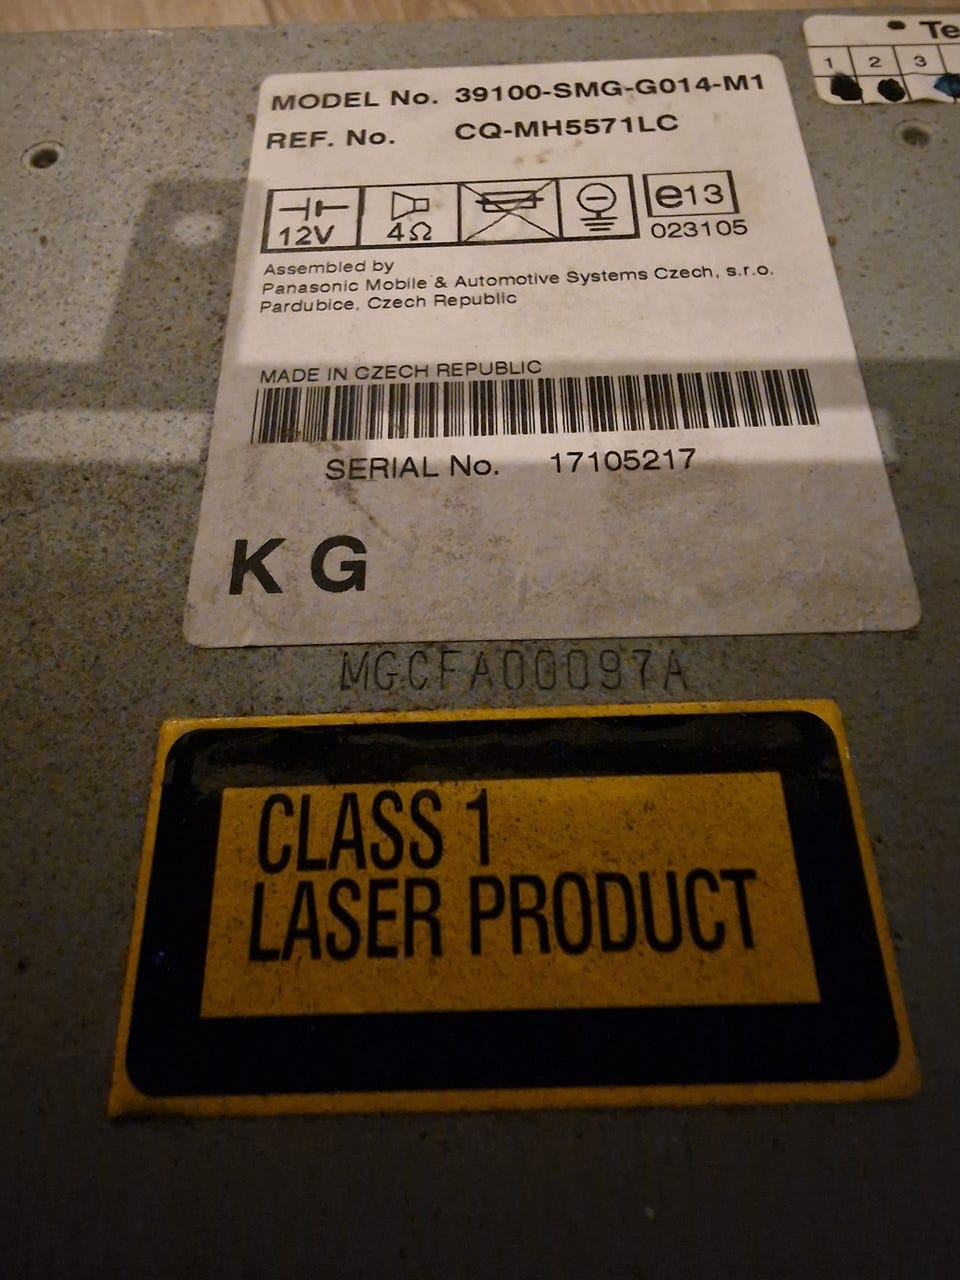 Te
1 2 3
MODEL No. 39100-SMG-G014-M1
REF. No. CQ-MH5571LC
12V 4Ω e13
023105
Assembled by
Panasonic Mobile & Automotive Systems Czech, s.r.o.
Pardubice, Czech Republic
MADE IN CZECH REPUBLIC
SERIAL No. 17105217
KG
MGCFA00097A
CLASS 1
LASER PRODUCT